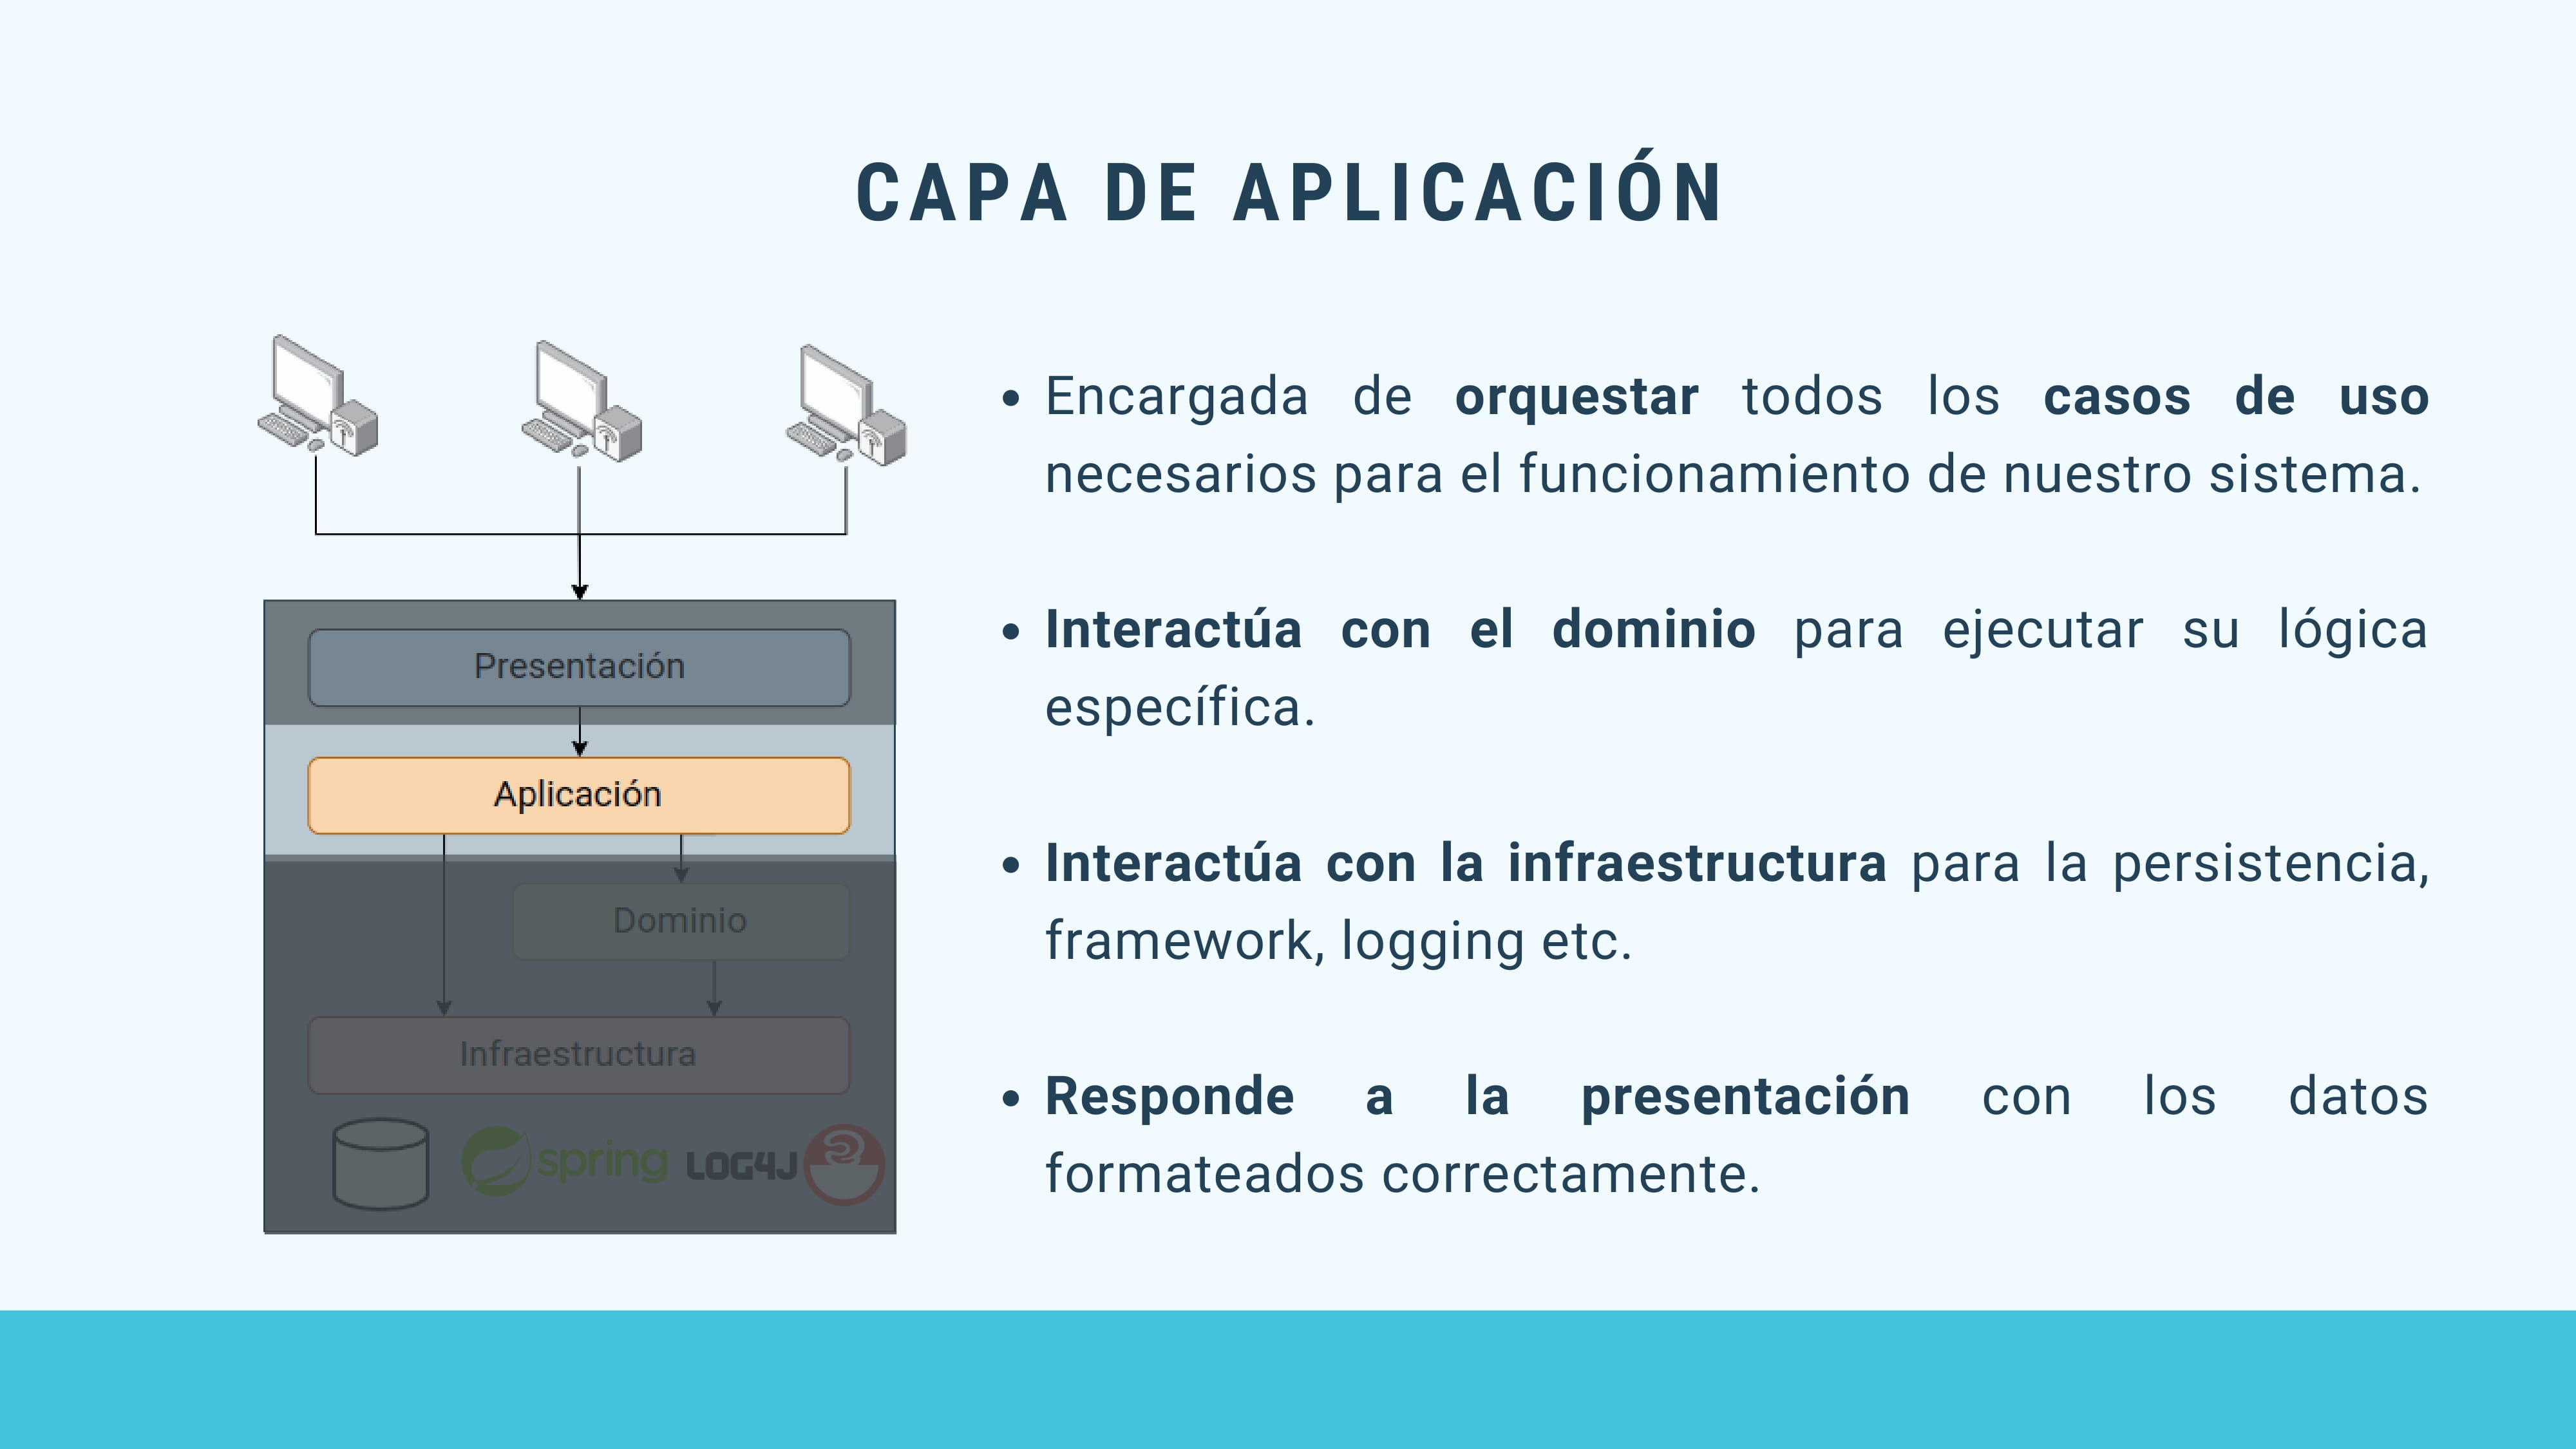 CAPA DE APLICACIÓN
Presentación
Aplicación
Dominio
Infraestructura
spring LOG4J
• Encargada de orquestar todos los casos de uso
necesarios para el funcionamiento de nuestro sistema.
• Interactúa con el dominio para ejecutar su lógica
específica.
• Interactúa con la infraestructura para la persistencia,
framework, logging etc.
• Responde a la presentación con los datos
formateados correctamente.